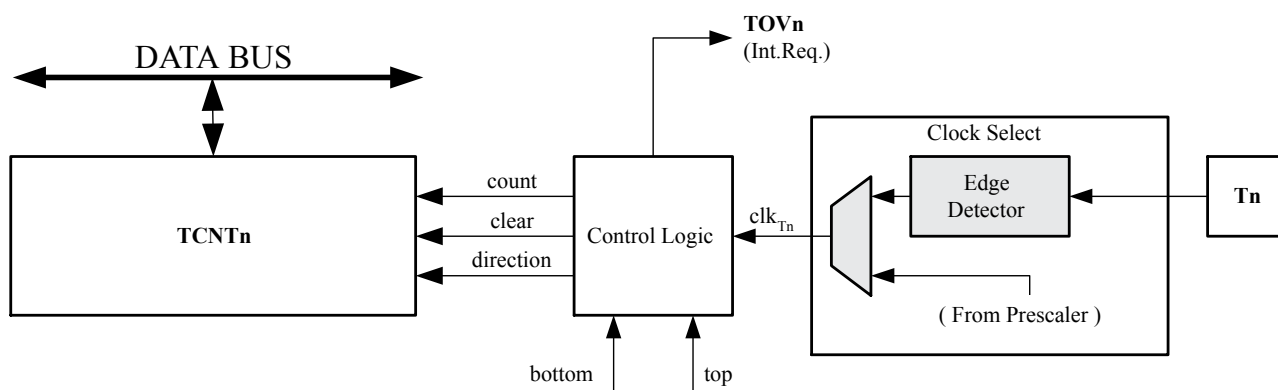 TOVn
(Int.Req.)
DATA BUS
Clock Select
count
Edge
Detector
Tn
clear
clkTn
TCNTn
Control Logic
direction
( From Prescaler )
bottom
top